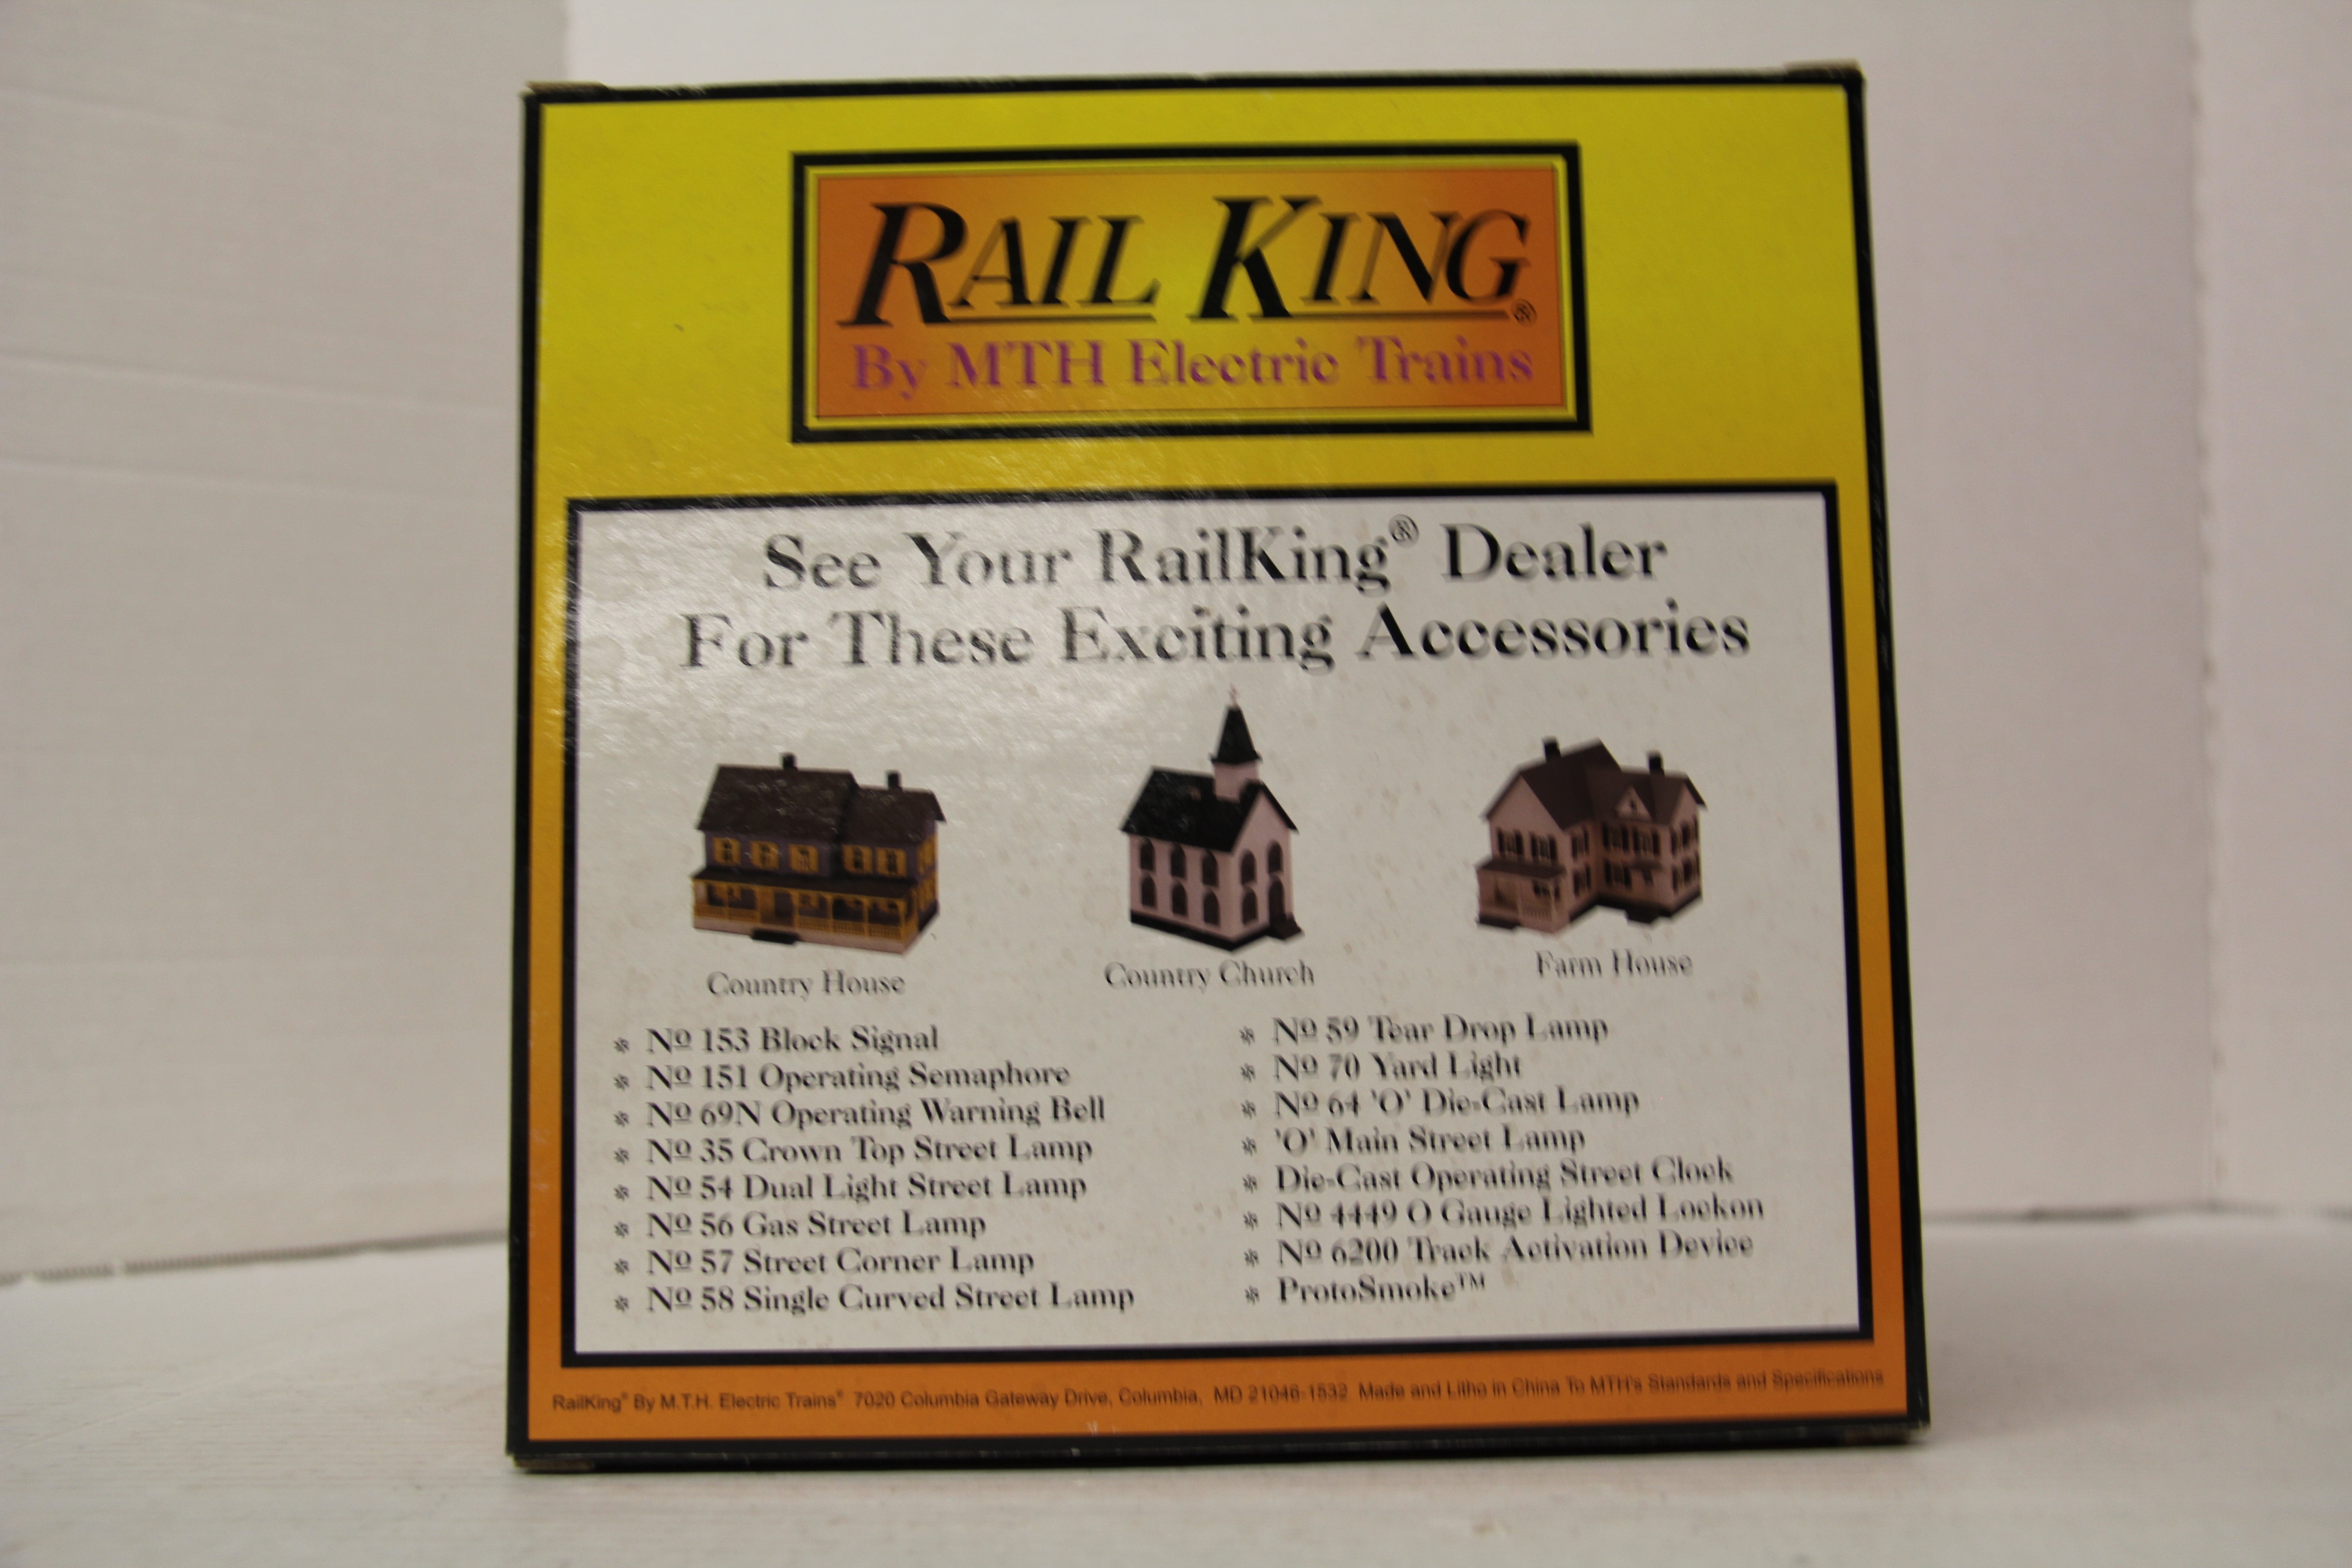 RAIL KING®
By MTH Electric Trains
See Your RailKing® Dealer
For These Exciting Accessories
Country House
Country Church
Farm House
* Nº 153 Block Signal
* Nº 151 Operating Semaphore
* Nº 69N Operating Warning Bell
* Nº 35 Crown Top Street Lamp
* Nº 54 Dual Light Street Lamp
* Nº 56 Gas Street Lamp
* Nº 57 Street Corner Lamp
* Nº 58 Single Curved Street Lamp
* Nº 59 Tear Drop Lamp
* Nº 70 Yard Light
* Nº 64 'O' Die-Cast Lamp
* 'O' Main Street Lamp
* Die-Cast Operating Street Clock
* Nº 4449 O Gauge Lighted Lockon
* Nº 6200 Track Activation Device
* ProtoSmoke™
RailKing® By M.T.H. Electric Trains® 7020 Columbia Gateway Drive, Columbia, MD 21046-1532 Made and Litho in China To MTH's Standards and Specifications